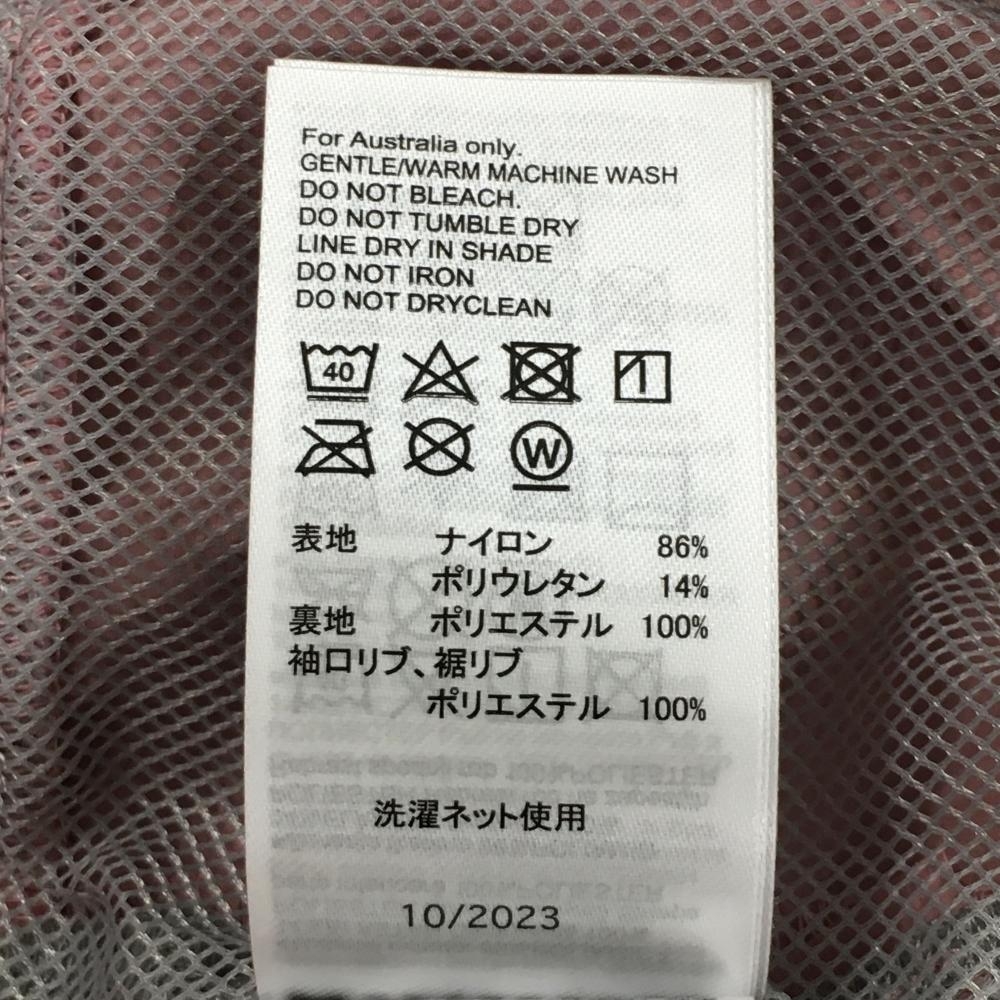 For Australia only.
GENTLE/WARM MACHINE WASH
DO NOT BLEACH.
DO NOT TUMBLE DRY
LINE DRY IN SHADE
DO NOT IRON
DO NOT DRYCLEAN
40
W
表地 ナイロン 86%
ポリウレタン 14%
裏地 ポリエステル 100%
袖口リブ、裾リブ
ポリエステル 100%
洗濯ネット使用
10/2023